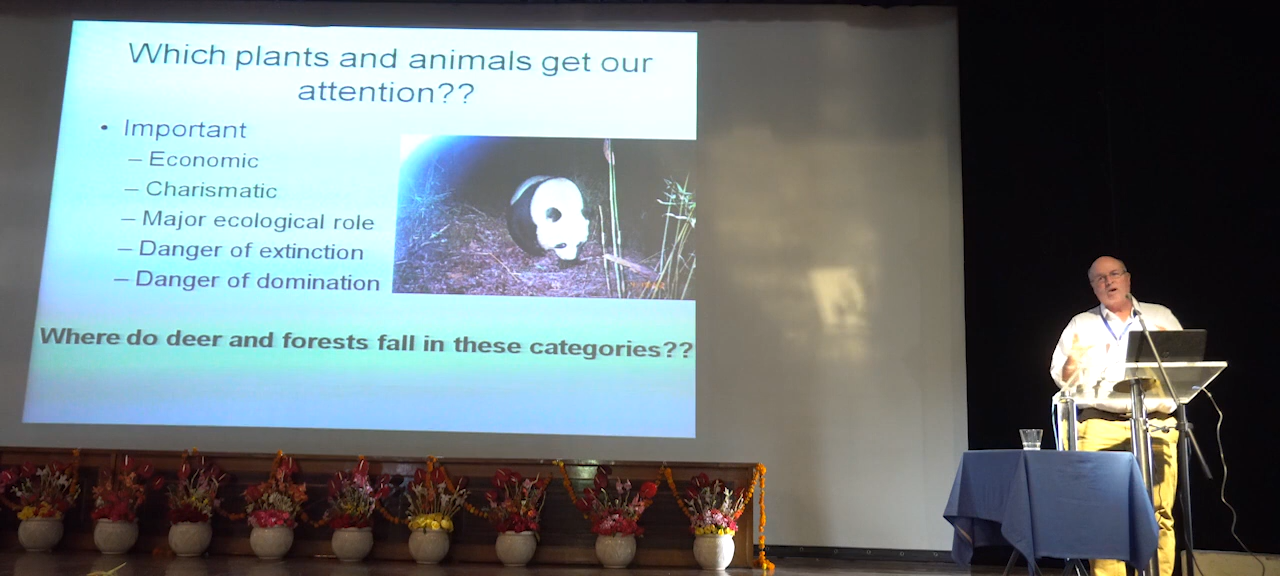 Which plants and animals get our
attention??
• Important
– Economic
– Charismatic
– Major ecological role
– Danger of extinction
– Danger of domination
Where do deer and forests fall in these categories??